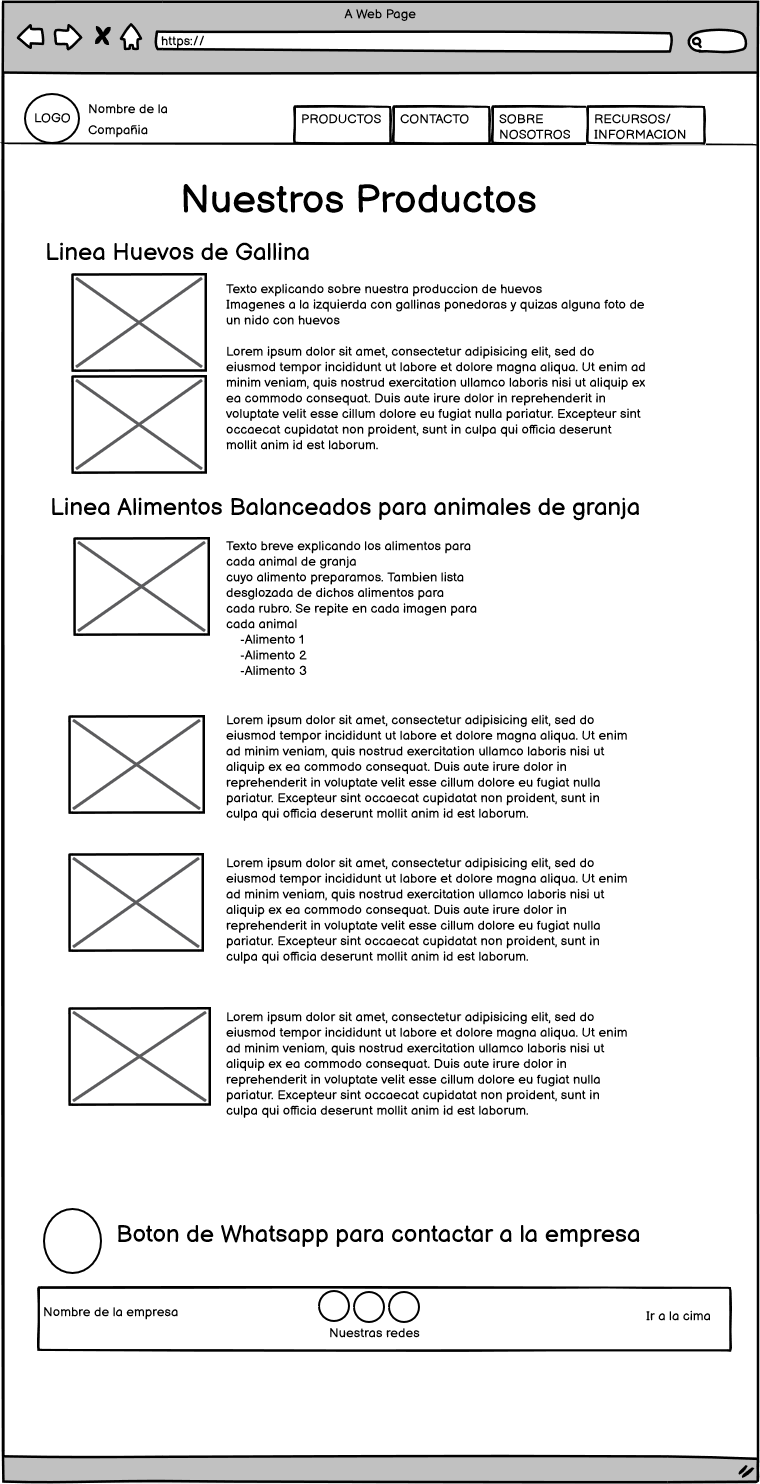 A Web Page
https://
LOGO
Nombre de la
Compañia
PRODUCTOS
CONTACTO
SOBRE
NOSOTROS
RECURSOS/
INFORMACION
Nuestros Productos
Linea Huevos de Gallina
Texto explicando sobre nuestra produccion de huevos
Imagenes a la izquierda con gallinas ponedoras y quizas alguna foto de
un nido con huevos
Lorem ipsum dolor sit amet, consectetur adipisicing elit, sed do
eiusmod tempor incididunt ut labore et dolore magna aliqua. Ut enim ad
minim veniam, quis nostrud exercitation ullamco laboris nisi ut aliquip ex
ea commodo consequat. Duis aute irure dolor in reprehenderit in
voluptate velit esse cillum dolore eu fugiat nulla pariatur. Excepteur sint
occaecat cupidatat non proident, sunt in culpa qui officia deserunt
mollit anim id est laborum.
Linea Alimentos Balanceados para animales de granja
Texto breve explicando los alimentos para
cada animal de granja
cuyo alimento preparamos. Tambien lista
desglozada de dichos alimentos para
cada rubro. Se repite en cada imagen para
cada animal
-Alimento 1
-Alimento 2
-Alimento 3
Lorem ipsum dolor sit amet, consectetur adipisicing elit, sed do
eiusmod tempor incididunt ut labore et dolore magna aliqua. Ut enim
ad minim veniam, quis nostrud exercitation ullamco laboris nisi ut
aliquip ex ea commodo consequat. Duis aute irure dolor in
reprehenderit in voluptate velit esse cillum dolore eu fugiat nulla
pariatur. Excepteur sint occaecat cupidatat non proident, sunt in
culpa qui officia deserunt mollit anim id est laborum.
Lorem ipsum dolor sit amet, consectetur adipisicing elit, sed do
eiusmod tempor incididunt ut labore et dolore magna aliqua. Ut enim
ad minim veniam, quis nostrud exercitation ullamco laboris nisi ut
aliquip ex ea commodo consequat. Duis aute irure dolor in
reprehenderit in voluptate velit esse cillum dolore eu fugiat nulla
pariatur. Excepteur sint occaecat cupidatat non proident, sunt in
culpa qui officia deserunt mollit anim id est laborum.
Lorem ipsum dolor sit amet, consectetur adipisicing elit, sed do
eiusmod tempor incididunt ut labore et dolore magna aliqua. Ut enim
ad minim veniam, quis nostrud exercitation ullamco laboris nisi ut
aliquip ex ea commodo consequat. Duis aute irure dolor in
reprehenderit in voluptate velit esse cillum dolore eu fugiat nulla
pariatur. Excepteur sint occaecat cupidatat non proident, sunt in
culpa qui officia deserunt mollit anim id est laborum.
Boton de Whatsapp para contactar a la empresa
Nombre de la empresa
Nuestras redes
Ir a la cima